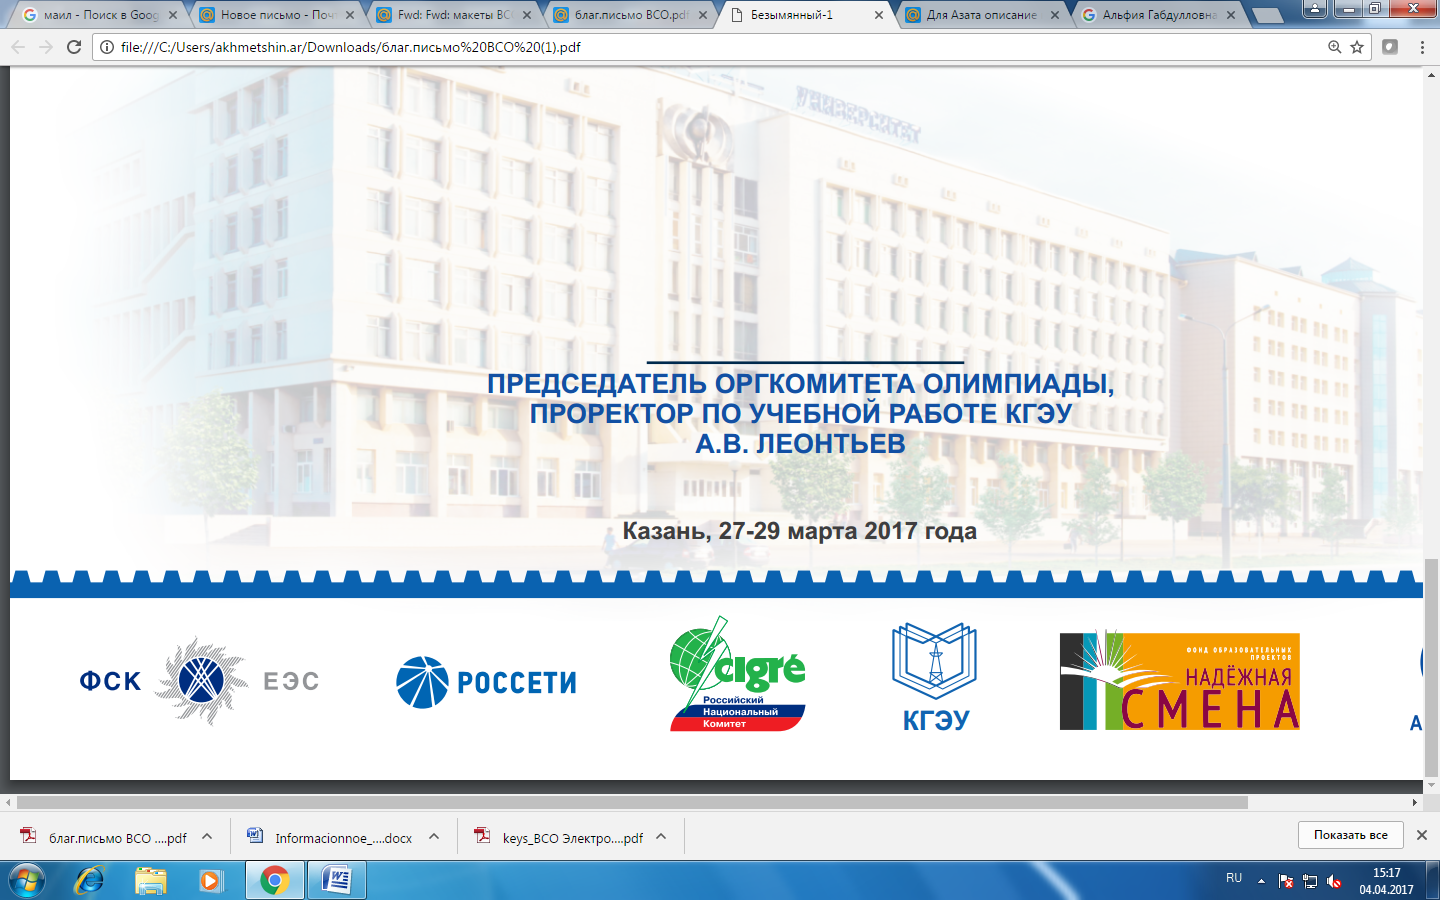 маил - Поиск в Goog
Новое письмо - Почт
Fwd: Fwd: макеты ВСО
благ.письмо ВСО.pdf
Безымянный-1
Для Азата описание
Альфия Габдулловна
file:///C:/Users/akhmetshin.ar/Downloads/благ.письмо%20ВСО%20(1).pdf
УНИВЕРСИТЕТ
ПРЕДСЕДАТЕЛЬ ОРГКОМИТЕТА ОЛИМПИАДЫ,
ПРОРЕКТОР ПО УЧЕБНОЙ РАБОТЕ КГЭУ
А.В. ЛЕОНТЬЕВ
Казань, 27-29 марта 2017 года
ФСК ЕЭС
РОССЕТИ
cigré
Российский
Национальный
Комитет
КГЭУ
ФОНД ОБРАЗОВАТЕЛЬНЫХ
ПРОЕКТОВ
НАДЁЖНАЯ
СМЕНА
А
благ.письмо ВСО ....pdf
Informacionnoe_....docx
keys_ВСО Электро....pdf
Показать все
RU
15:17
04.04.2017